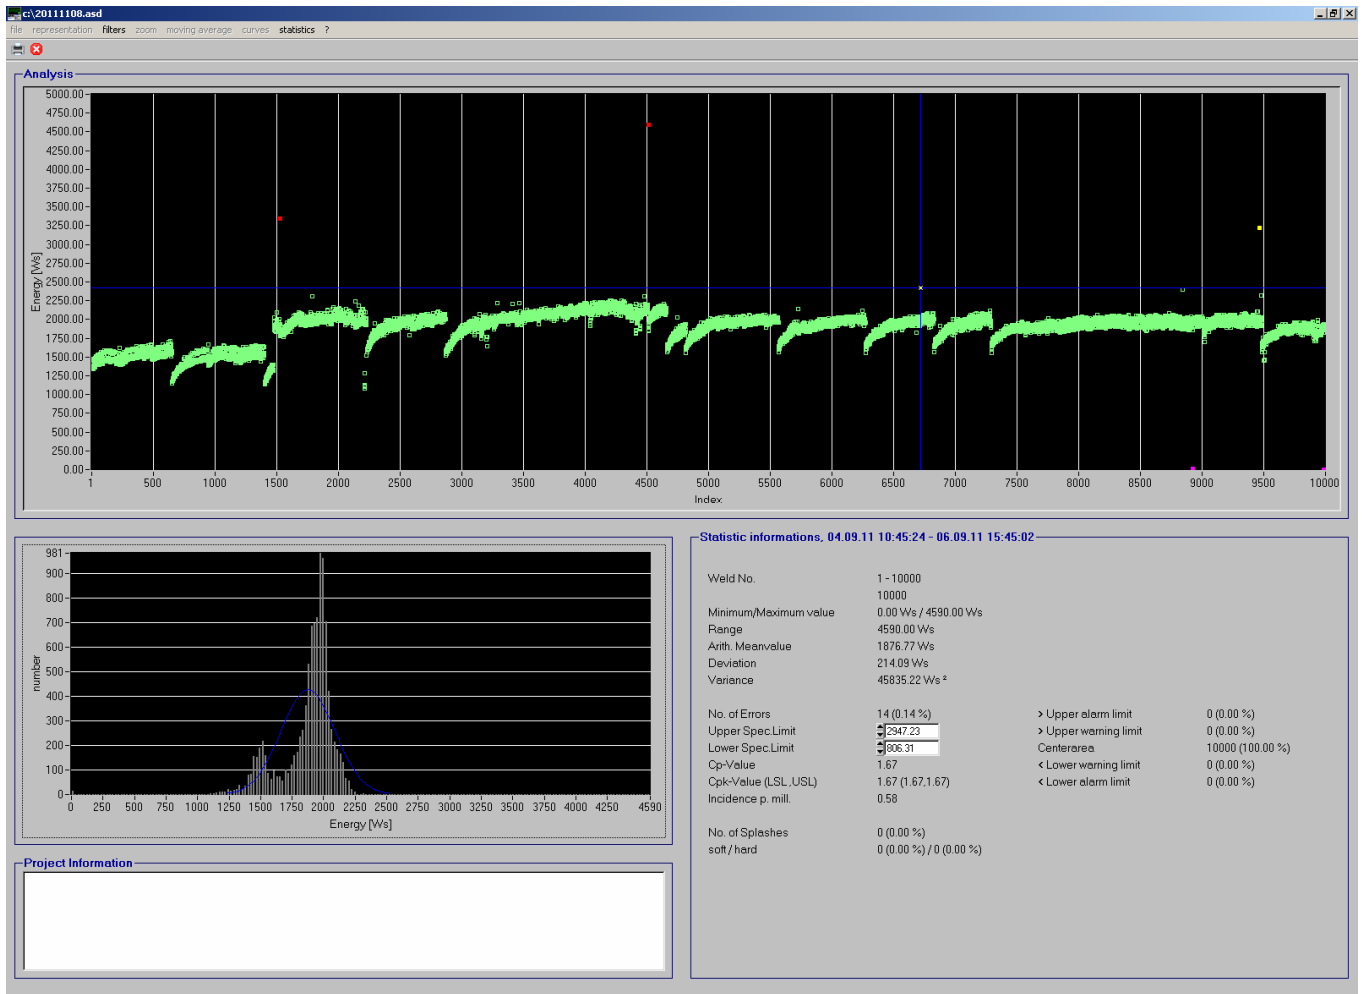 c:\20111108.asd
file representation filters zoom moving average curves statistics ?
Analysis
5000.00
4750.00
4500.00
4250.00
4000.00
3750.00
3500.00
3250.00
3000.00
2750.00
2500.00
2250.00
2000.00
1750.00
1500.00
1250.00
1000.00
750.00
500.00
250.00
0.00
Energy [Ws]
1 500 1000 1500 2000 2500 3000 3500 4000 4500 5000 5500 6000 6500 7000 7500 8000 8500 9000 9500 10000
Index
981
900
800
700
600
500
400
300
200
100
0
number
0 250 500 750 1000 1250 1500 1750 2000 2250 2500 2750 3000 3250 3500 3750 4000 4250 4590
Energy [Ws]
Project Information
Statistic informations, 04.09.11 10:45:24 - 06.09.11 15:45:02
Weld No. 1 - 10000
10000
Minimum/Maximum value 0.00 Ws / 4590.00 Ws
Range 4590.00 Ws
Arith. Meanvalue 1876.77 Ws
Deviation 214.09 Ws
Variance 45835.22 Ws ²
No. of Errors 14 (0.14 %) > Upper alarm limit 0 (0.00 %)
Upper Spec.Limit 2947.23 > Upper warning limit 0 (0.00 %)
Lower Spec.Limit 806.31 Centerarea 10000 (100.00 %)
Cp-Value 1.67 < Lower warning limit 0 (0.00 %)
Cpk-Value (LSL,USL) 1.67 (1.67,1.67) < Lower alarm limit 0 (0.00 %)
Incidence p. mill. 0.58
No. of Splashes 0 (0.00 %)
soft / hard 0 (0.00 %) / 0 (0.00 %)